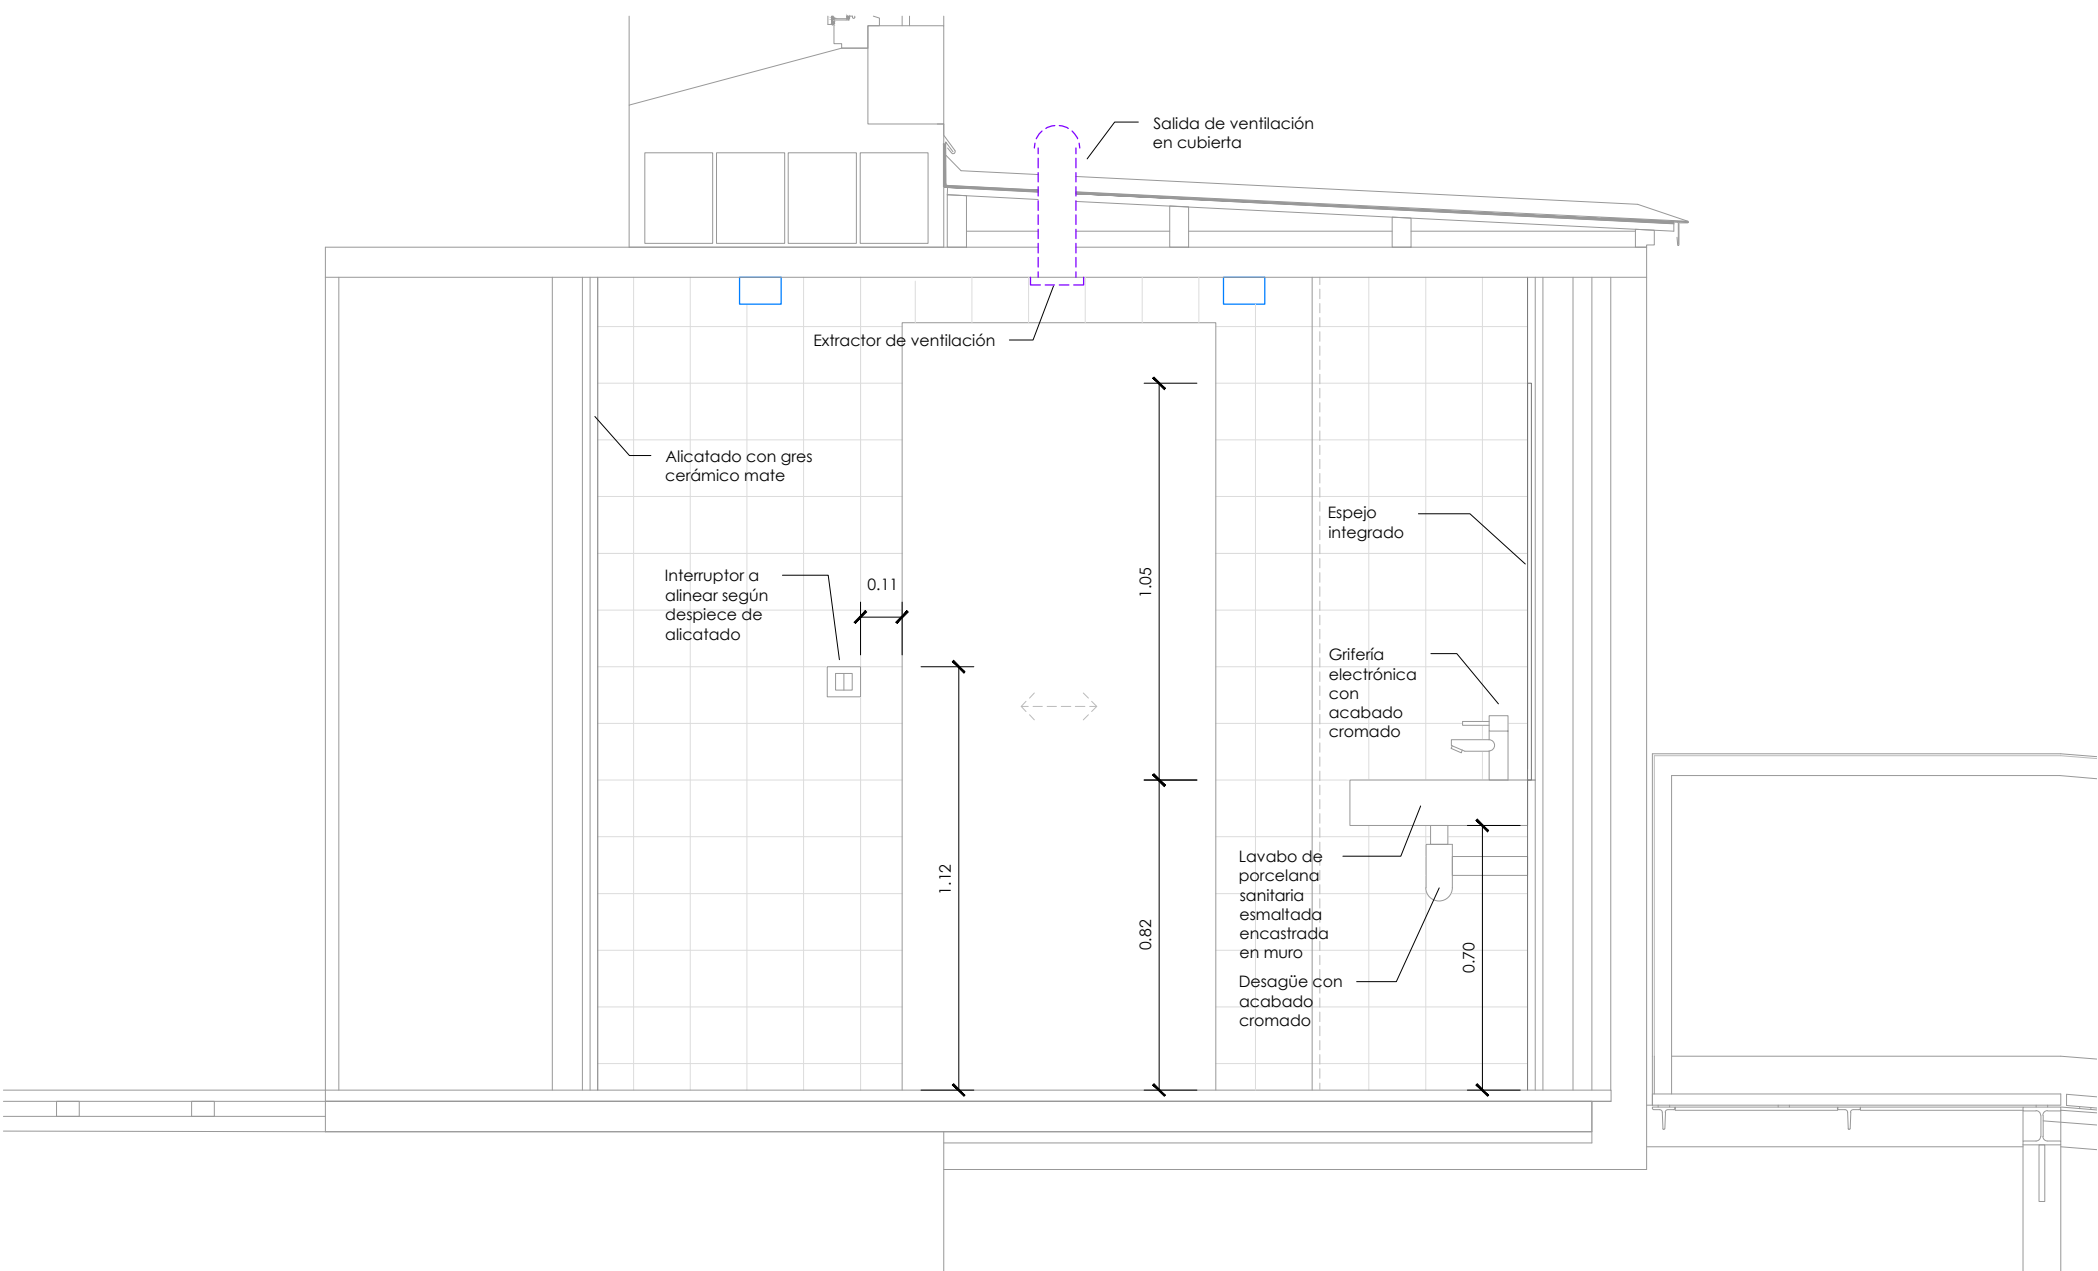 Salida de ventilación
en cubierta
Extractor de ventilación
Alicatado con gres
cerámico mate
Espejo
integrado
Interruptor a
alinear según
despiece de
alicatado
0.11
1.05
Grifería
electrónica
con
acabado
cromado
1.12
0.82
Lavabo de
porcelana
sanitaria
esmaltada
encastrada
en muro
0.70
Desagüe con
acabado
cromado